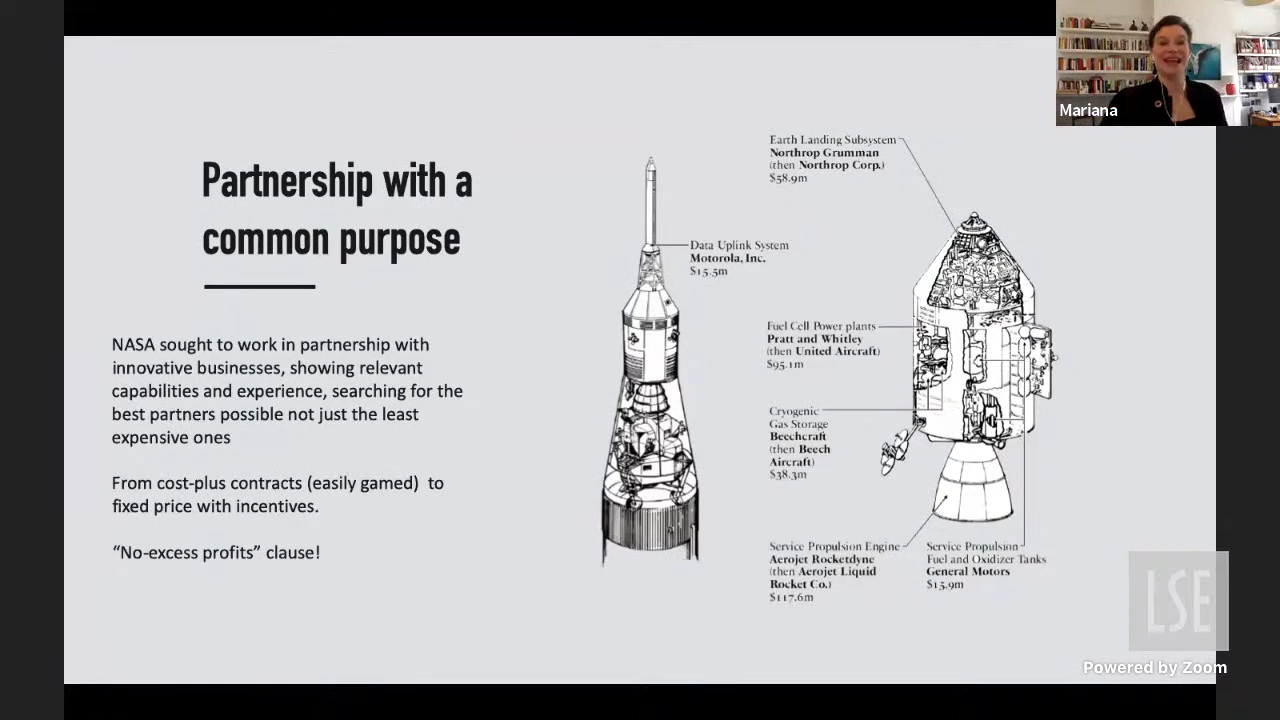 Mariana
Partnership with a
common purpose
NASA sought to work in partnership with
innovative businesses, showing relevant
capabilities and experience, searching for the
best partners possible not just the least
expensive ones
From cost-plus contracts (easily gamed) to
fixed price with incentives.
“No-excess profits” clause!
Data Uplink System
Motorola, Inc.
$15.5m
Earth Landing Subsystem
Northrop Grumman
(then Northrop Corp.)
$58.9m
Fuel Cell Power plants
Pratt and Whitley
(then United Aircraft)
$95.1m
Cryogenic
Gas Storage
Beechcraft
(then Beech
Aircraft)
$38.3m
Service Propulsion Engine
Aerojet Rocketdyne
(then Aerojet Liquid
Rocket Co.)
$117.6m
Service Propulsion
Fuel and Oxidizer Tanks
General Motors
$15.9m
LSE
Powered by Zoom